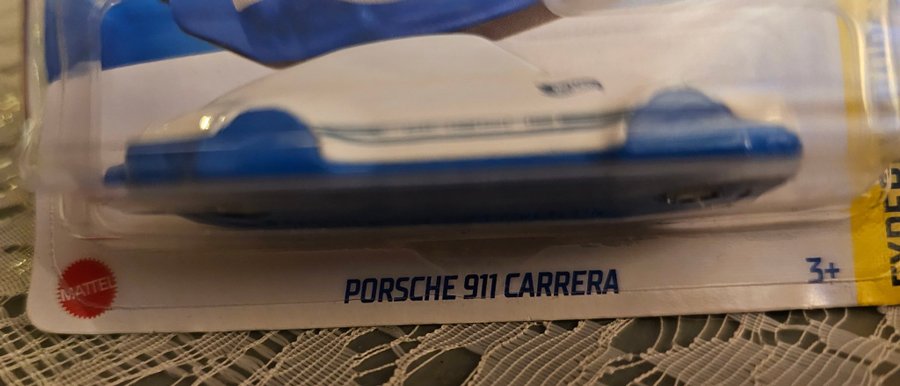 MATTEL
PORSCHE 911 CARRERA
3+